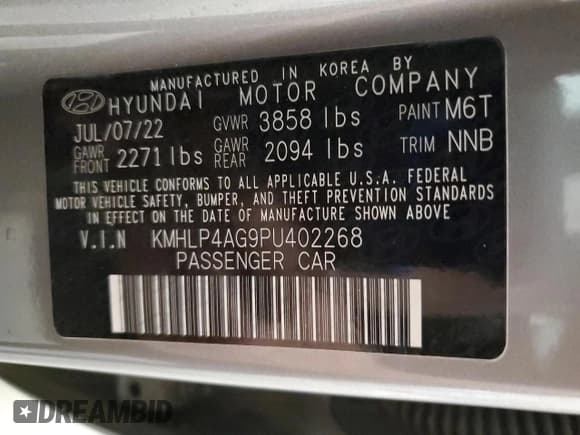 MANUFACTURED IN KOREA BY
HYUNDAI MOTOR COMPANY
JUL/07/22 GVWR 3858 lbs PAINT M6T
GAWR FRONT 2271 lbs GAWR REAR 2094 lbs TRIM NNB
THIS VEHICLE CONFORMS TO ALL APPLICABLE U.S.A. FEDERAL
MOTOR VEHICLE SAFETY, BUMPER, AND THEFT PREVENTION STANDARDS
IN EFFECT ON THE DATE OF MANUFACTURE SHOWN ABOVE.
V.I.N KMHLP4AG9PU402268
PASSENGER CAR
DREAMBID